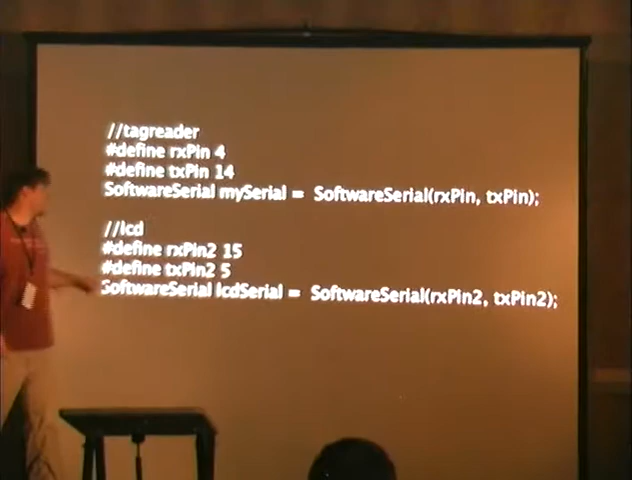 //tagreader
#define rxPin 4
#define txPin 14
SoftwareSerial mySerial = SoftwareSerial(rxPin, txPin);
//lcd
#define rxPin2 15
#define txPin2 5
SoftwareSerial lcdSerial = SoftwareSerial(rxPin2, txPin2);